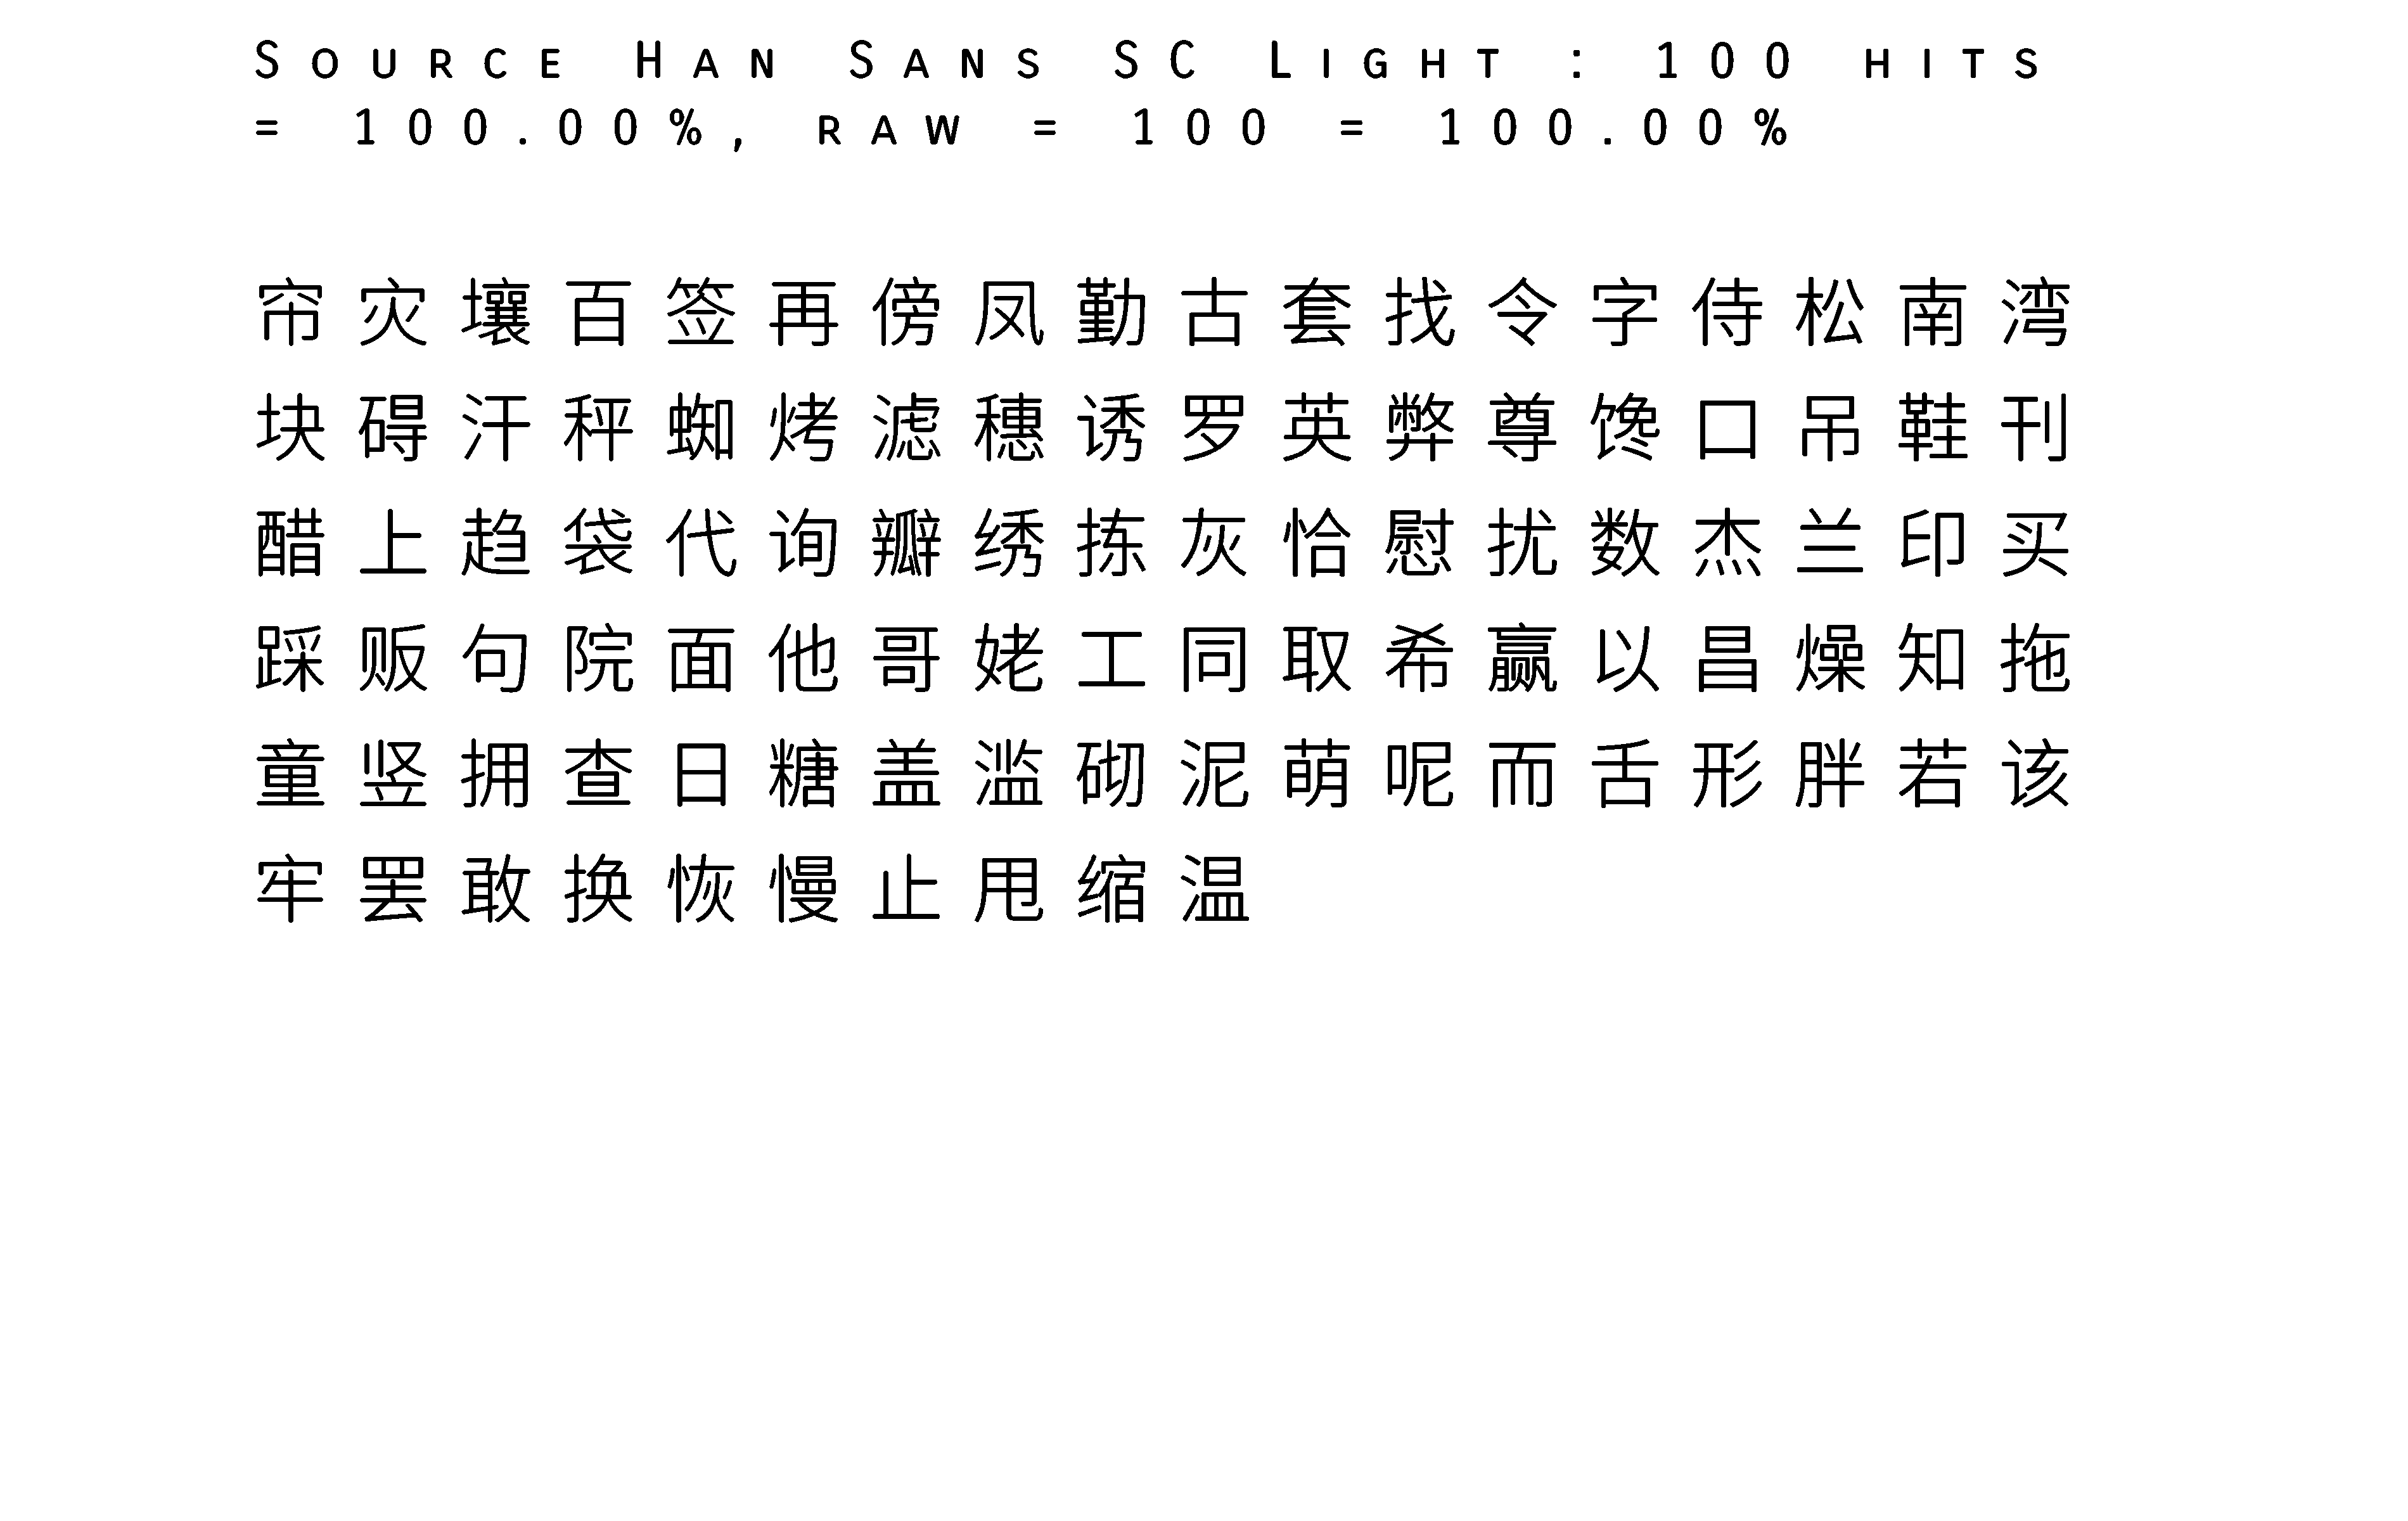 Source Han Sans SC Light : 100 hits
= 100.00%, raw = 100 = 100.00%
帘灾壤百签再傍凤勤古套找令字侍松南湾
块碍汗秤蜘烤滤穗诱罗英弊尊馋口吊鞋刊
醋上趋袋代询瓣绣拣灰恰慰扰数杰兰印买
踩贩句院面他哥姥工同取希赢以昌燥知拖
童竖拥查日糖盖滥砌泥萌呢而舌形胖若该
牢罢敢换恢慢止甩缩温